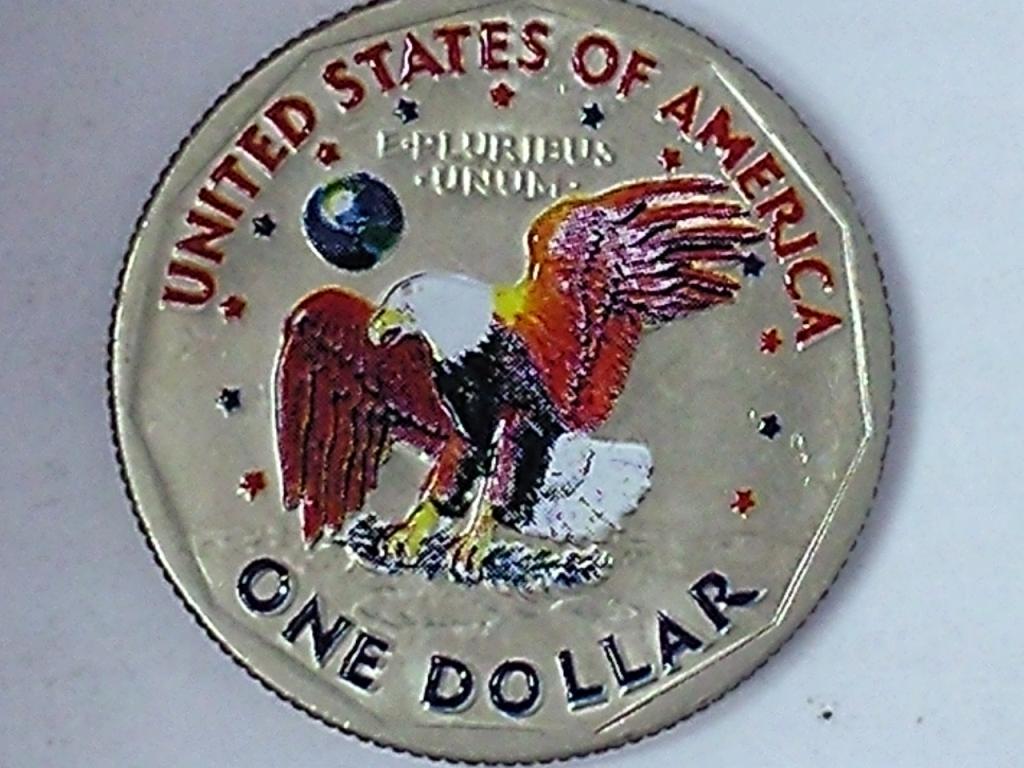 UNITED STATES OF AMERICA
E·PLURIBUS
·UNUM·
ONE DOLLAR